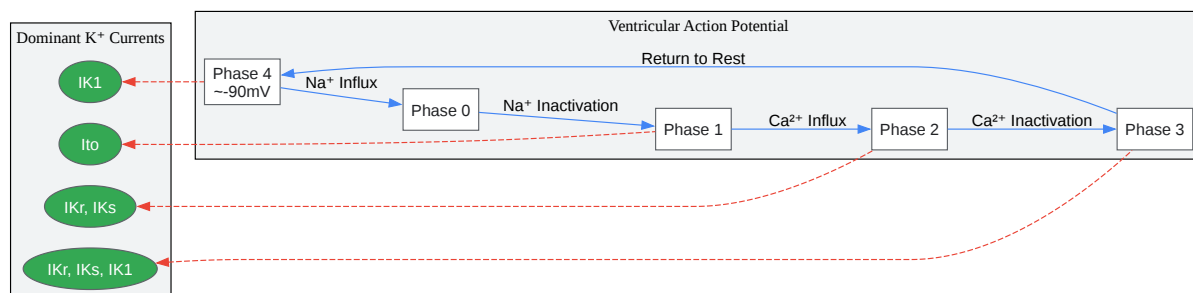 Dominant K⁺ Currents
IK1
Ito
IKr, IKs
IKr, IKs, IK1
Ventricular Action Potential
Phase 4
~-90mV
Na⁺ Influx
Phase 0
Na⁺ Inactivation
Phase 1
Ca²⁺ Influx
Phase 2
Ca²⁺ Inactivation
Phase 3
Return to Rest